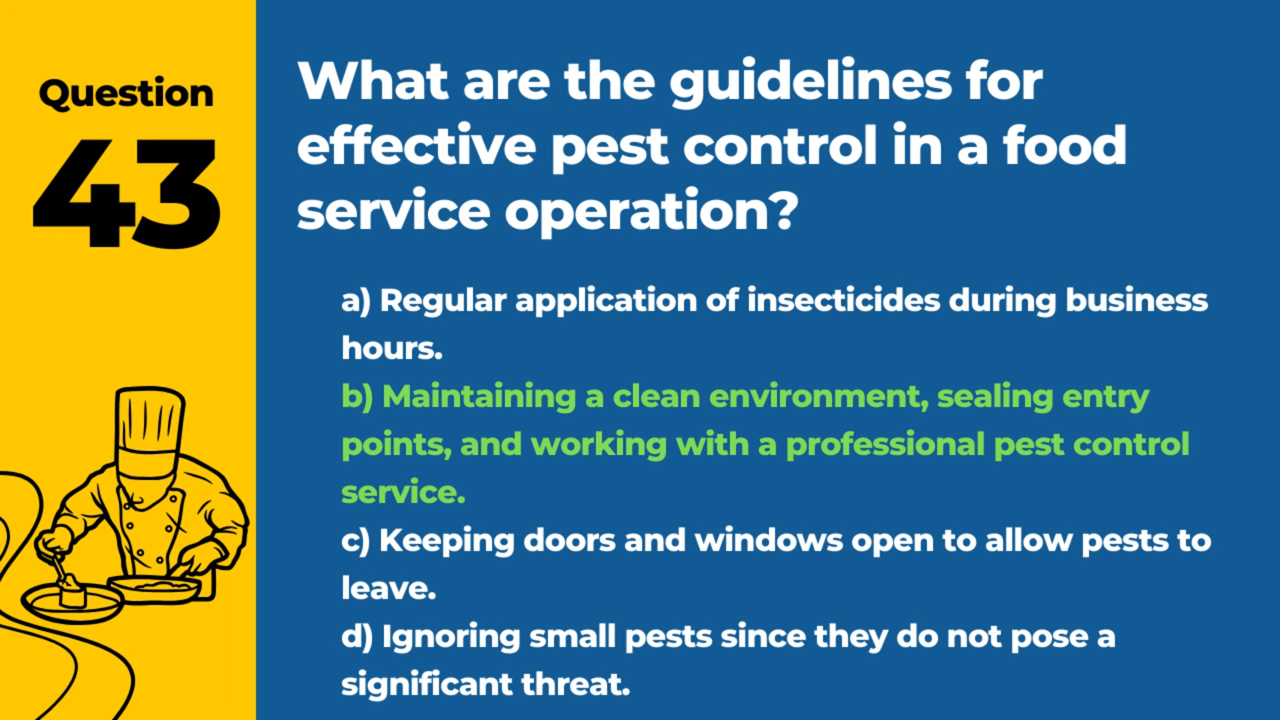 Question
43
What are the guidelines for
effective pest control in a food
service operation?
a) Regular application of insecticides during business
hours.
b) Maintaining a clean environment, sealing entry
points, and working with a professional pest control
service.
c) Keeping doors and windows open to allow pests to
leave.
d) Ignoring small pests since they do not pose a
significant threat.